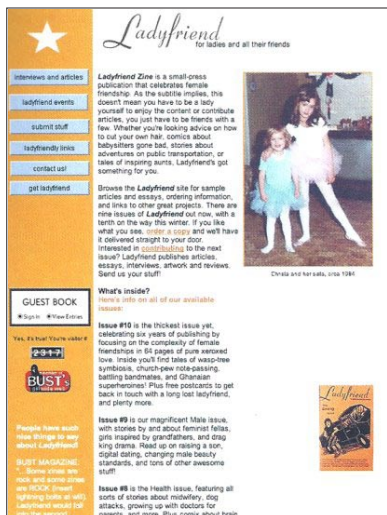 Ladyfriend
for ladies and all their friends
interviews and articles
ladyfriend events
submit stuff
ladyfriendly links
contact us!
get ladyfriend
GUEST BOOK
Sign In View Entries
Yes, it's true! You're visitor #
2317
BUST's
People have such
nice things to say
about Ladyfriend!
BUST MAGAZINE:
"...Some zines are
rock and some zines
are ROCK (insert
lightning bolts at will).
Ladyfriend would fall
into the second
Ladyfriend Zine is a small-press
publication that celebrates female
friendship. As the subtitle implies, this
doesn't mean you have to be a lady
yourself to enjoy the content or contribute
articles, you just have to be friends with a
few. Whether you're looking advice on how
to cut your own hair, comics about
babysitters gone bad, stories about
adventures on public transportation, or
tales of inspiring aunts, Ladyfriend's got
something for you.
Browse the Ladyfriend site for sample
articles and essays, ordering information,
and links to other great projects. There are
nine issues of Ladyfriend out now, with a
tenth on the way this winter. If you like
what you see, order a copy and we'll have
it delivered straight to your door.
Interested in contributing to the next
issue? Ladyfriend publishes articles,
essays, interviews, artwork and reviews.
Send us your stuff!
What's inside?
Here's info on all of our available
issues:
Issue #10 is the thickest issue yet,
celebrating six years of publishing by
focusing on the complexity of female
friendships in 64 pages of pure xeroxed
love. Inside you'll find tales of wasp-tree
symbiosis, church-pew note-passing,
battling bandmates, and Ghanaian
superheroines! Plus free postcards to get
back in touch with a long lost ladyfriend,
and plenty more.
Issue #9 is our magnificent Male issue,
with stories by and about feminist fellas,
girls inspired by grandfathers, and drag
king drama. Read up on raising a son,
digital dating, changing male beauty
standards, and tons of other awesome
stuff!
Issue #8 is the Health issue, featuring all
sorts of stories about midwifery, dog
attacks, growing up with doctors for
parents, and more. Plus comix about brain
Christa and her sets, circa 1984
Ladyfriend